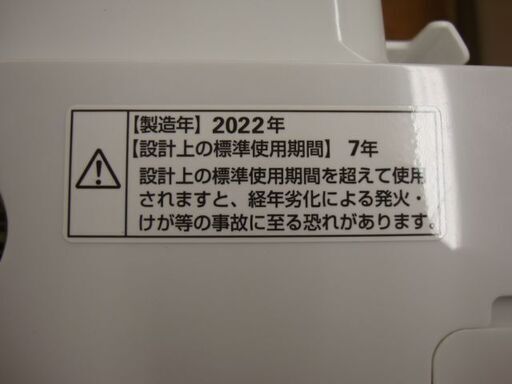 【製造年】2022年
【設計上の標準使用期間】 7年
設計上の標準使用期間を超えて使用
されますと、経年劣化による発火・
けが等の事故に至る恐れがあります。